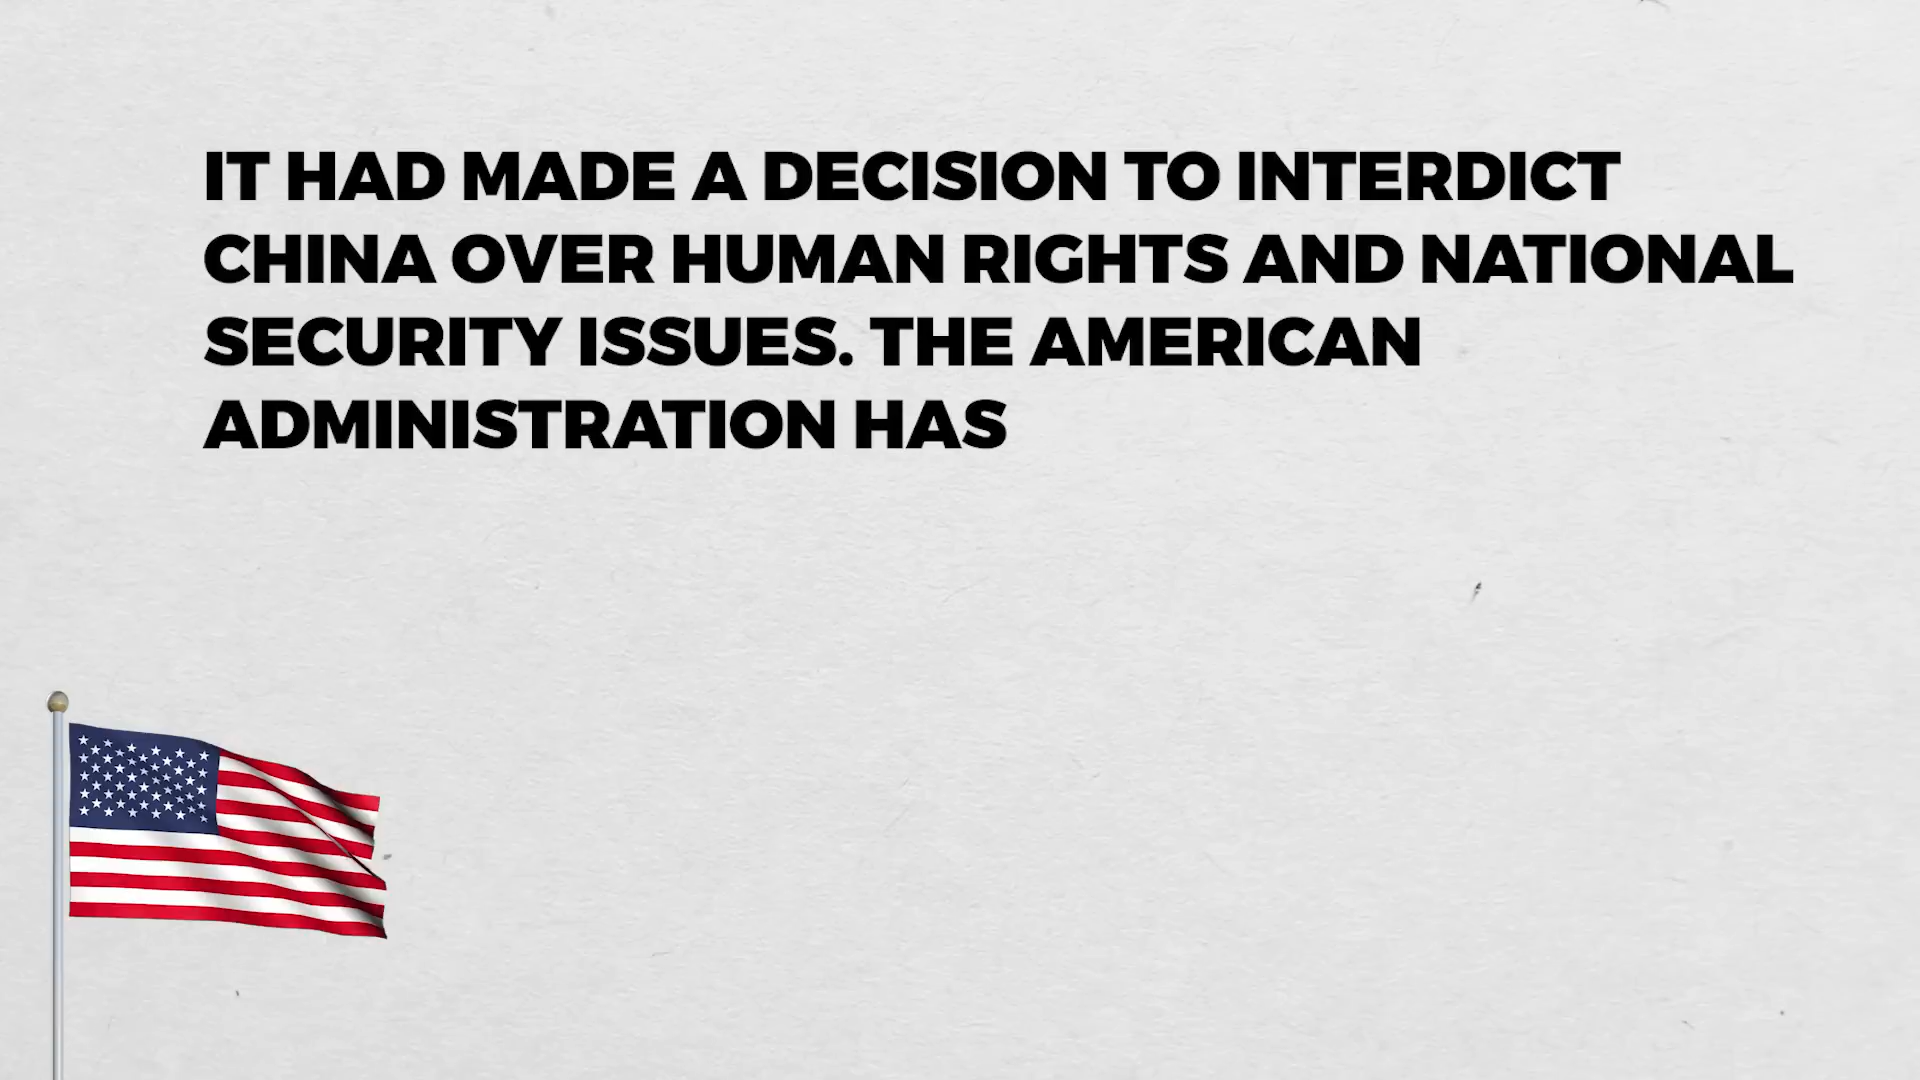 IT HAD MADE A DECISION TO INTERDICT
CHINA OVER HUMAN RIGHTS AND NATIONAL
SECURITY ISSUES. THE AMERICAN
ADMINISTRATION HAS